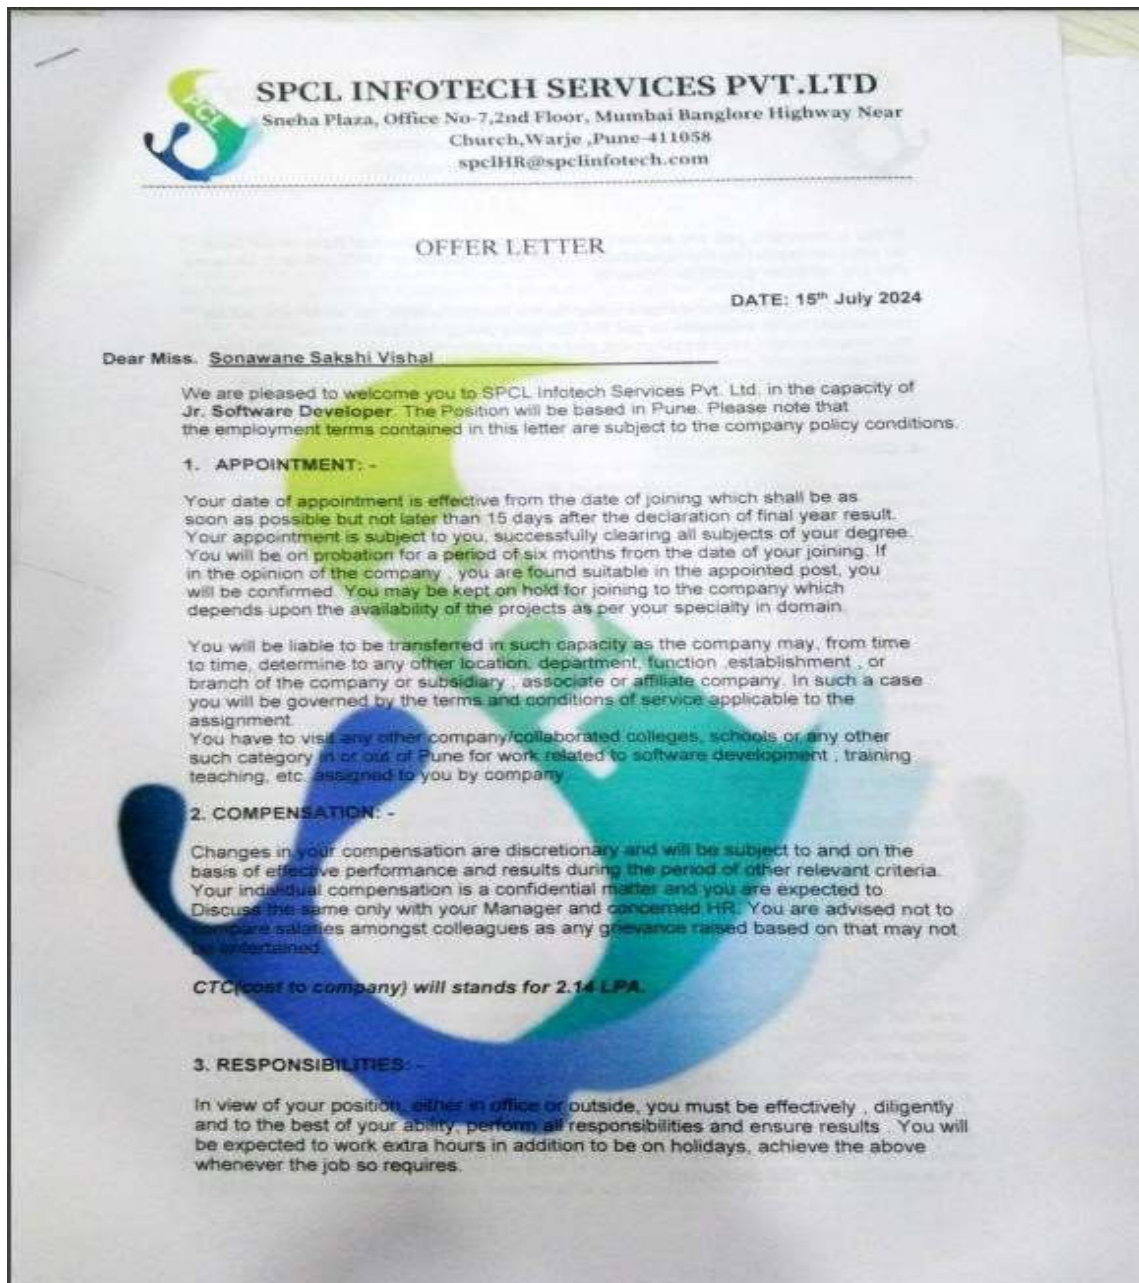 PCL
SPCL INFOTECH SERVICES PVT.LTD
Sneha Plaza, Office No-7,2nd Floor, Mumbai Banglore Highway Near
Church,Warje ,Pune-411058
spclHR@spclinfotech.com
OFFER LETTER
DATE: 15th July 2024
Dear Miss. Sonawane Sakshi Vishal
We are pleased to welcome you to SPCL Infotech Services Pvt. Ltd. in the capacity of
Jr. Software Developer. The Position will be based in Pune. Please note that
the employment terms contained in this letter are subject to the company policy conditions.
1. APPOINTMENT: -
Your date of appointment is effective from the date of joining which shall be as
soon as possible but not later than 15 days after the declaration of final year result.
Your appointment is subject to you, successfully clearing all subjects of your degree.
You will be on probation for a period of six months from the date of your joining. If
in the opinion of the company , you are found suitable in the appointed post, you
will be confirmed. You may be kept on hold for joining to the company which
depends upon the availability of the projects as per your specialty in domain.
You will be liable to be transferred in such capacity as the company may, from time
to time, determine to any other location, department, function ,establishment , or
branch of the company or subsidiary , associate or affiliate company. In such a case
you will be governed by the terms and conditions of service applicable to the
assignment.
You have to visit any other company/collaborated colleges, schools or any other
such category in or out of Pune for work related to software development , training
teaching, etc. assigned to you by company
2. COMPENSATION: -
Changes in your compensation are discretionary and will be subject to and on the
basis of effective performance and results during the period of other relevant criteria.
Your individual compensation is a confidential matter and you are expected to
Discuss the same only with your Manager and concerned HR. You are advised not to
compare salaries amongst colleagues as any grievance raised based on that may not
be entertained.
CTC(cost to company) will stands for 2.14 LPA.
3. RESPONSIBILITIES: -
In view of your position, either in office or outside, you must be effectively , diligently
and to the best of your ability, perform all responsibilities and ensure results . You will
be expected to work extra hours in addition to be on holidays, achieve the above
whenever the job so requires.